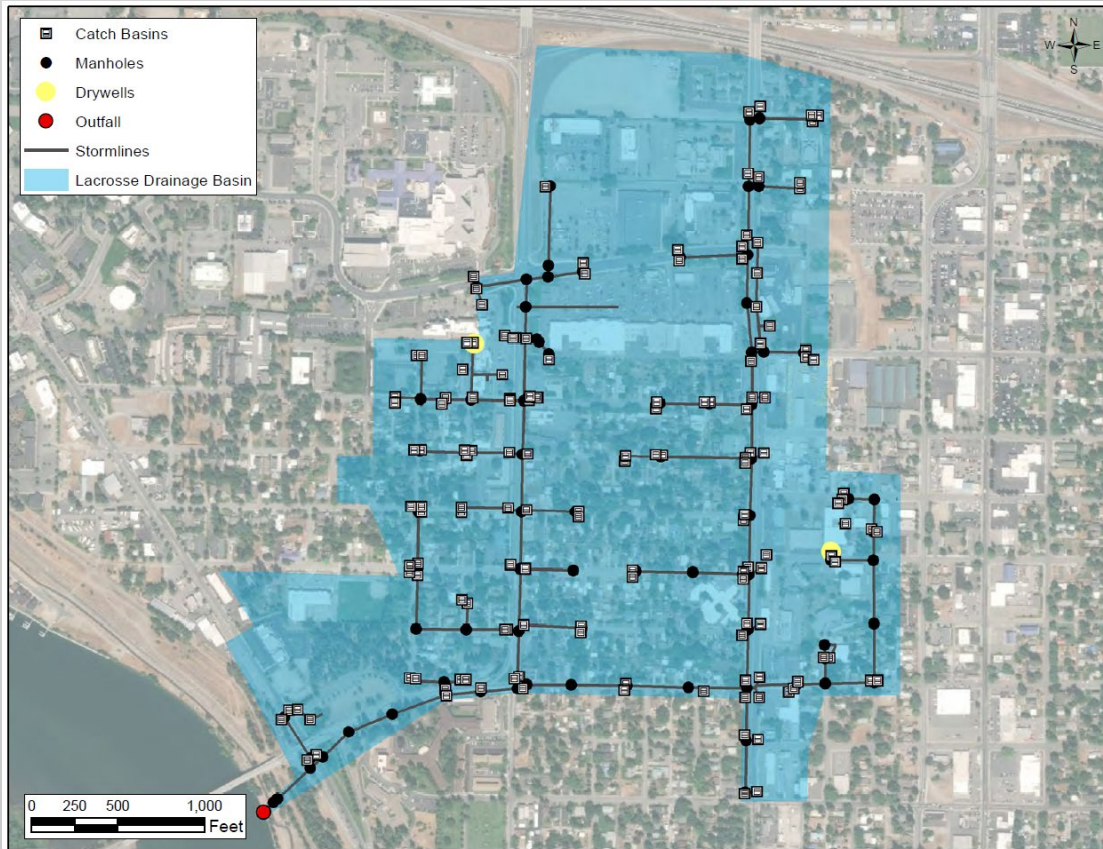 Catch Basins
Manholes
Drywells
Outfall
Stormlines
Lacrosse Drainage Basin
N
W E
S
0 250 500 1,000
Feet